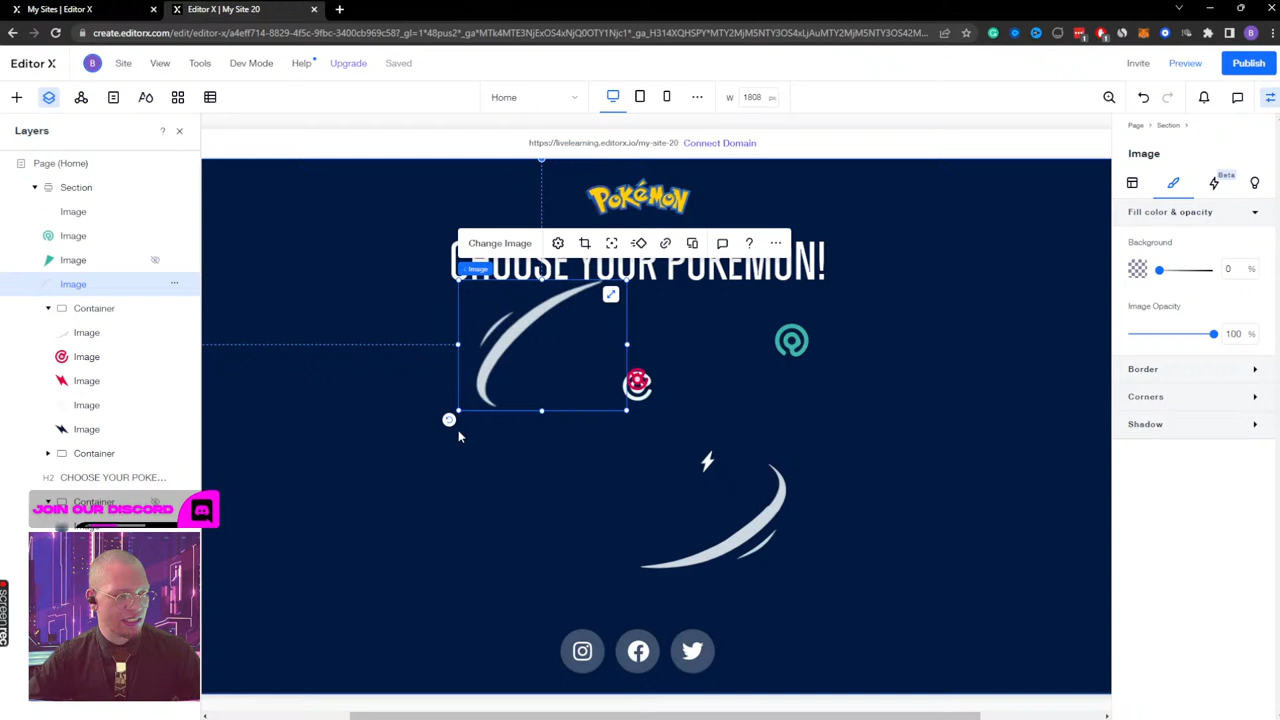 My Sites | Editor X
Editor X | My Site 20
create.editorx.com/edit/editor-x/a4eff714-8829-4f5c-9fbc-3400cb969c58?_gl=1*48pus2*_ga*MTk4MTE3NjExOS4xNjQ0OTY1Njc1*_ga_H314XQHSPY*MTY2MjM5NTY3OS4xLjAuMTY2MjM5NTY3OS42M...
Editor X
B
Site
View
Tools
Dev Mode
Help
Upgrade
Saved
Invite
Preview
Publish
Home
W
1808
px
Layers
?
https://livelearning.editorx.io/my-site-20
Connect Domain
Page (Home)
Section
Image
Image
Image
Image
Container
Image
Image
Image
Image
Image
Container
H2
CHOOSE YOUR POKE...
Container
JOIN OUR DISCORD
screenrec
POKéMON
Change Image
?
CHOOSE YOUR POKEMON!
‹ Image
Page ›
Section ›
Image
Beta
Fill color & opacity
Background
0 %
Image Opacity
100 %
Border
Corners
Shadow